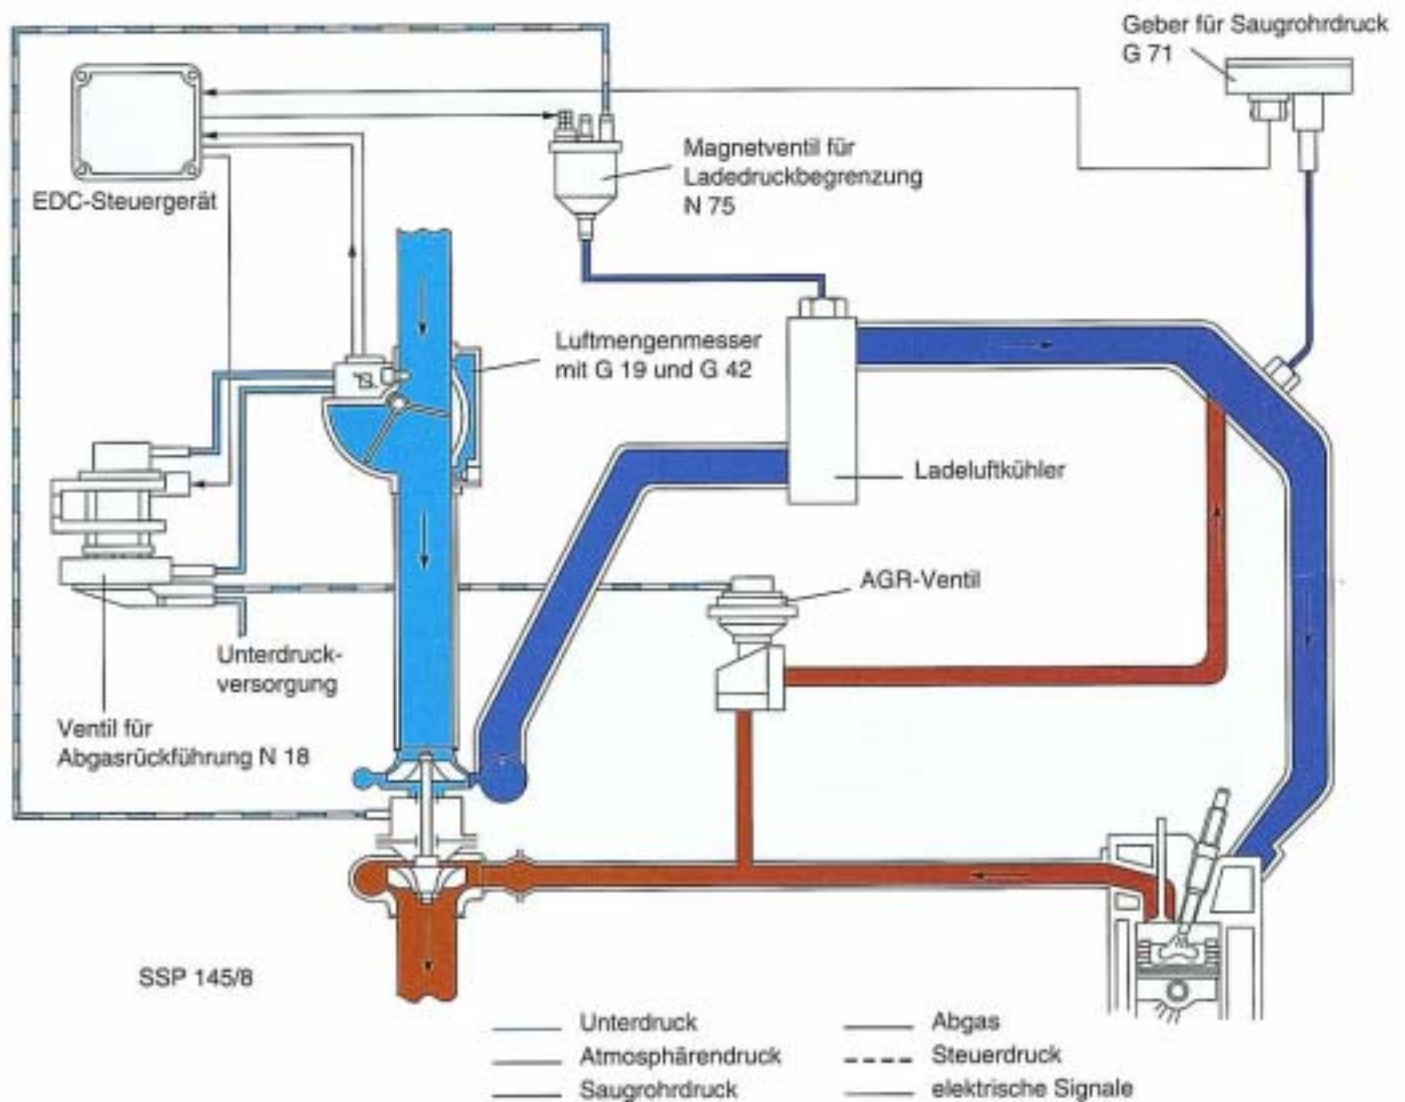 Geber für Saugrohrdruck
G 71
EDC-Steuergerät
Magnetventil für
Ladedruckbegrenzung
N 75
Luftmengenmesser
mit G 19 und G 42
Ladeluftkühler
AGR-Ventil
Unterdruck-
versorgung
Ventil für
Abgasrückführung N 18
SSP 145/8
Unterdruck
Atmosphärendruck
Saugrohrdruck
Abgas
Steuerdruck
elektrische Signale